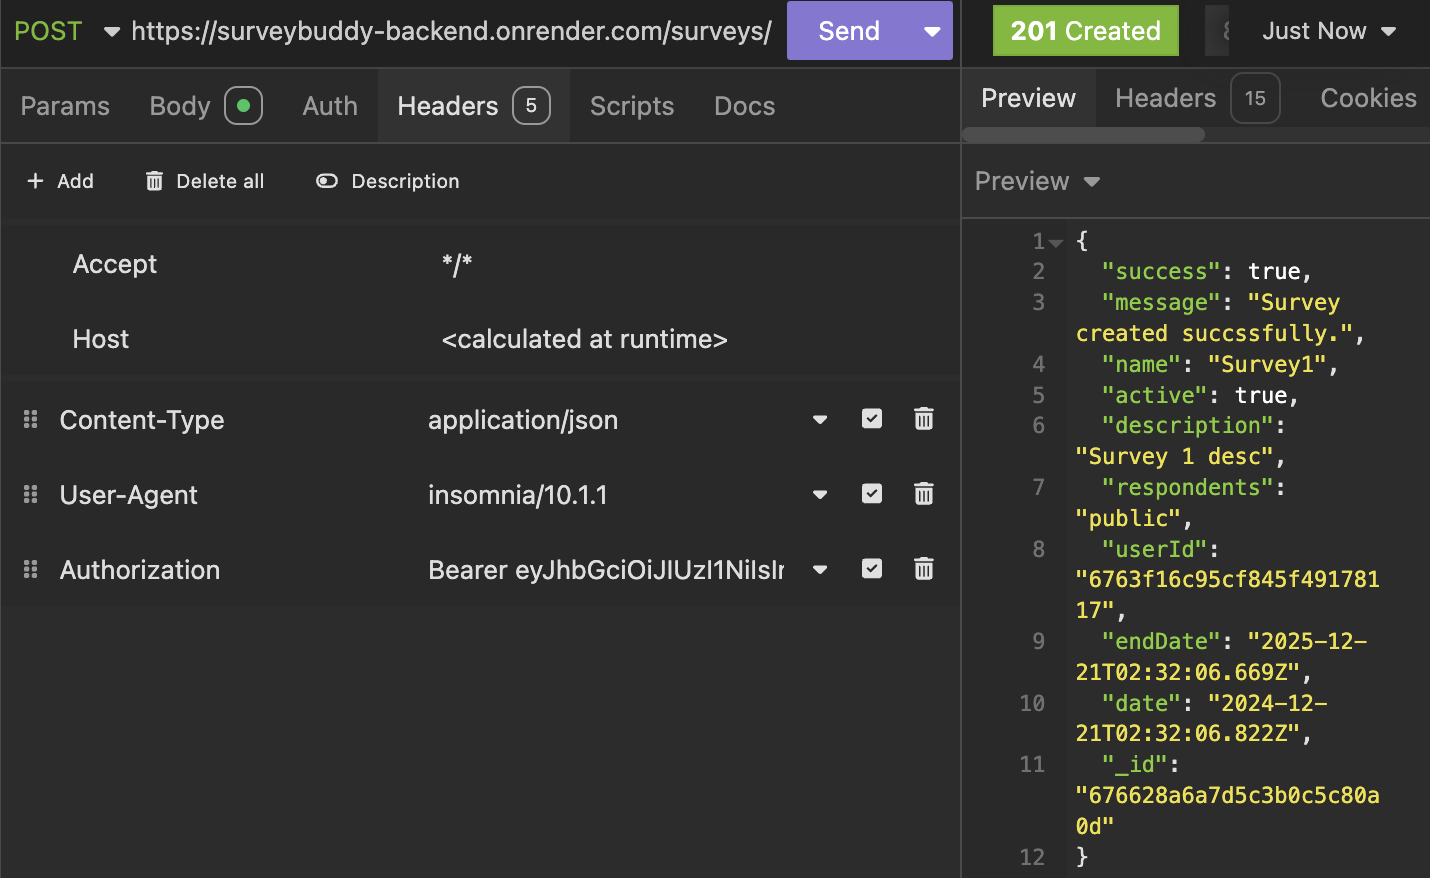 POST https://surveybuddy-backend.onrender.com/surveys/ Send
201 Created Just Now
Params Body Auth Headers 5 Scripts Docs
Preview Headers 15 Cookies
+ Add Delete all Description
Preview
Accept */*
Host <calculated at runtime>
Content-Type application/json
User-Agent insomnia/10.1.1
Authorization Bearer eyJhbGciOiJIUzI1NiIsIr
1 {
2 "success": true,
3 "message": "Survey
created succssfully.",
4 "name": "Survey1",
5 "active": true,
6 "description":
"Survey 1 desc",
7 "respondents":
"public",
8 "userId":
"6763f16c95cf845f491781
17",
9 "endDate": "2025-12-
21T02:32:06.669Z",
10 "date": "2024-12-
21T02:32:06.822Z",
11 "_id":
"676628a6a7d5c3b0c5c80a
0d"
12 }